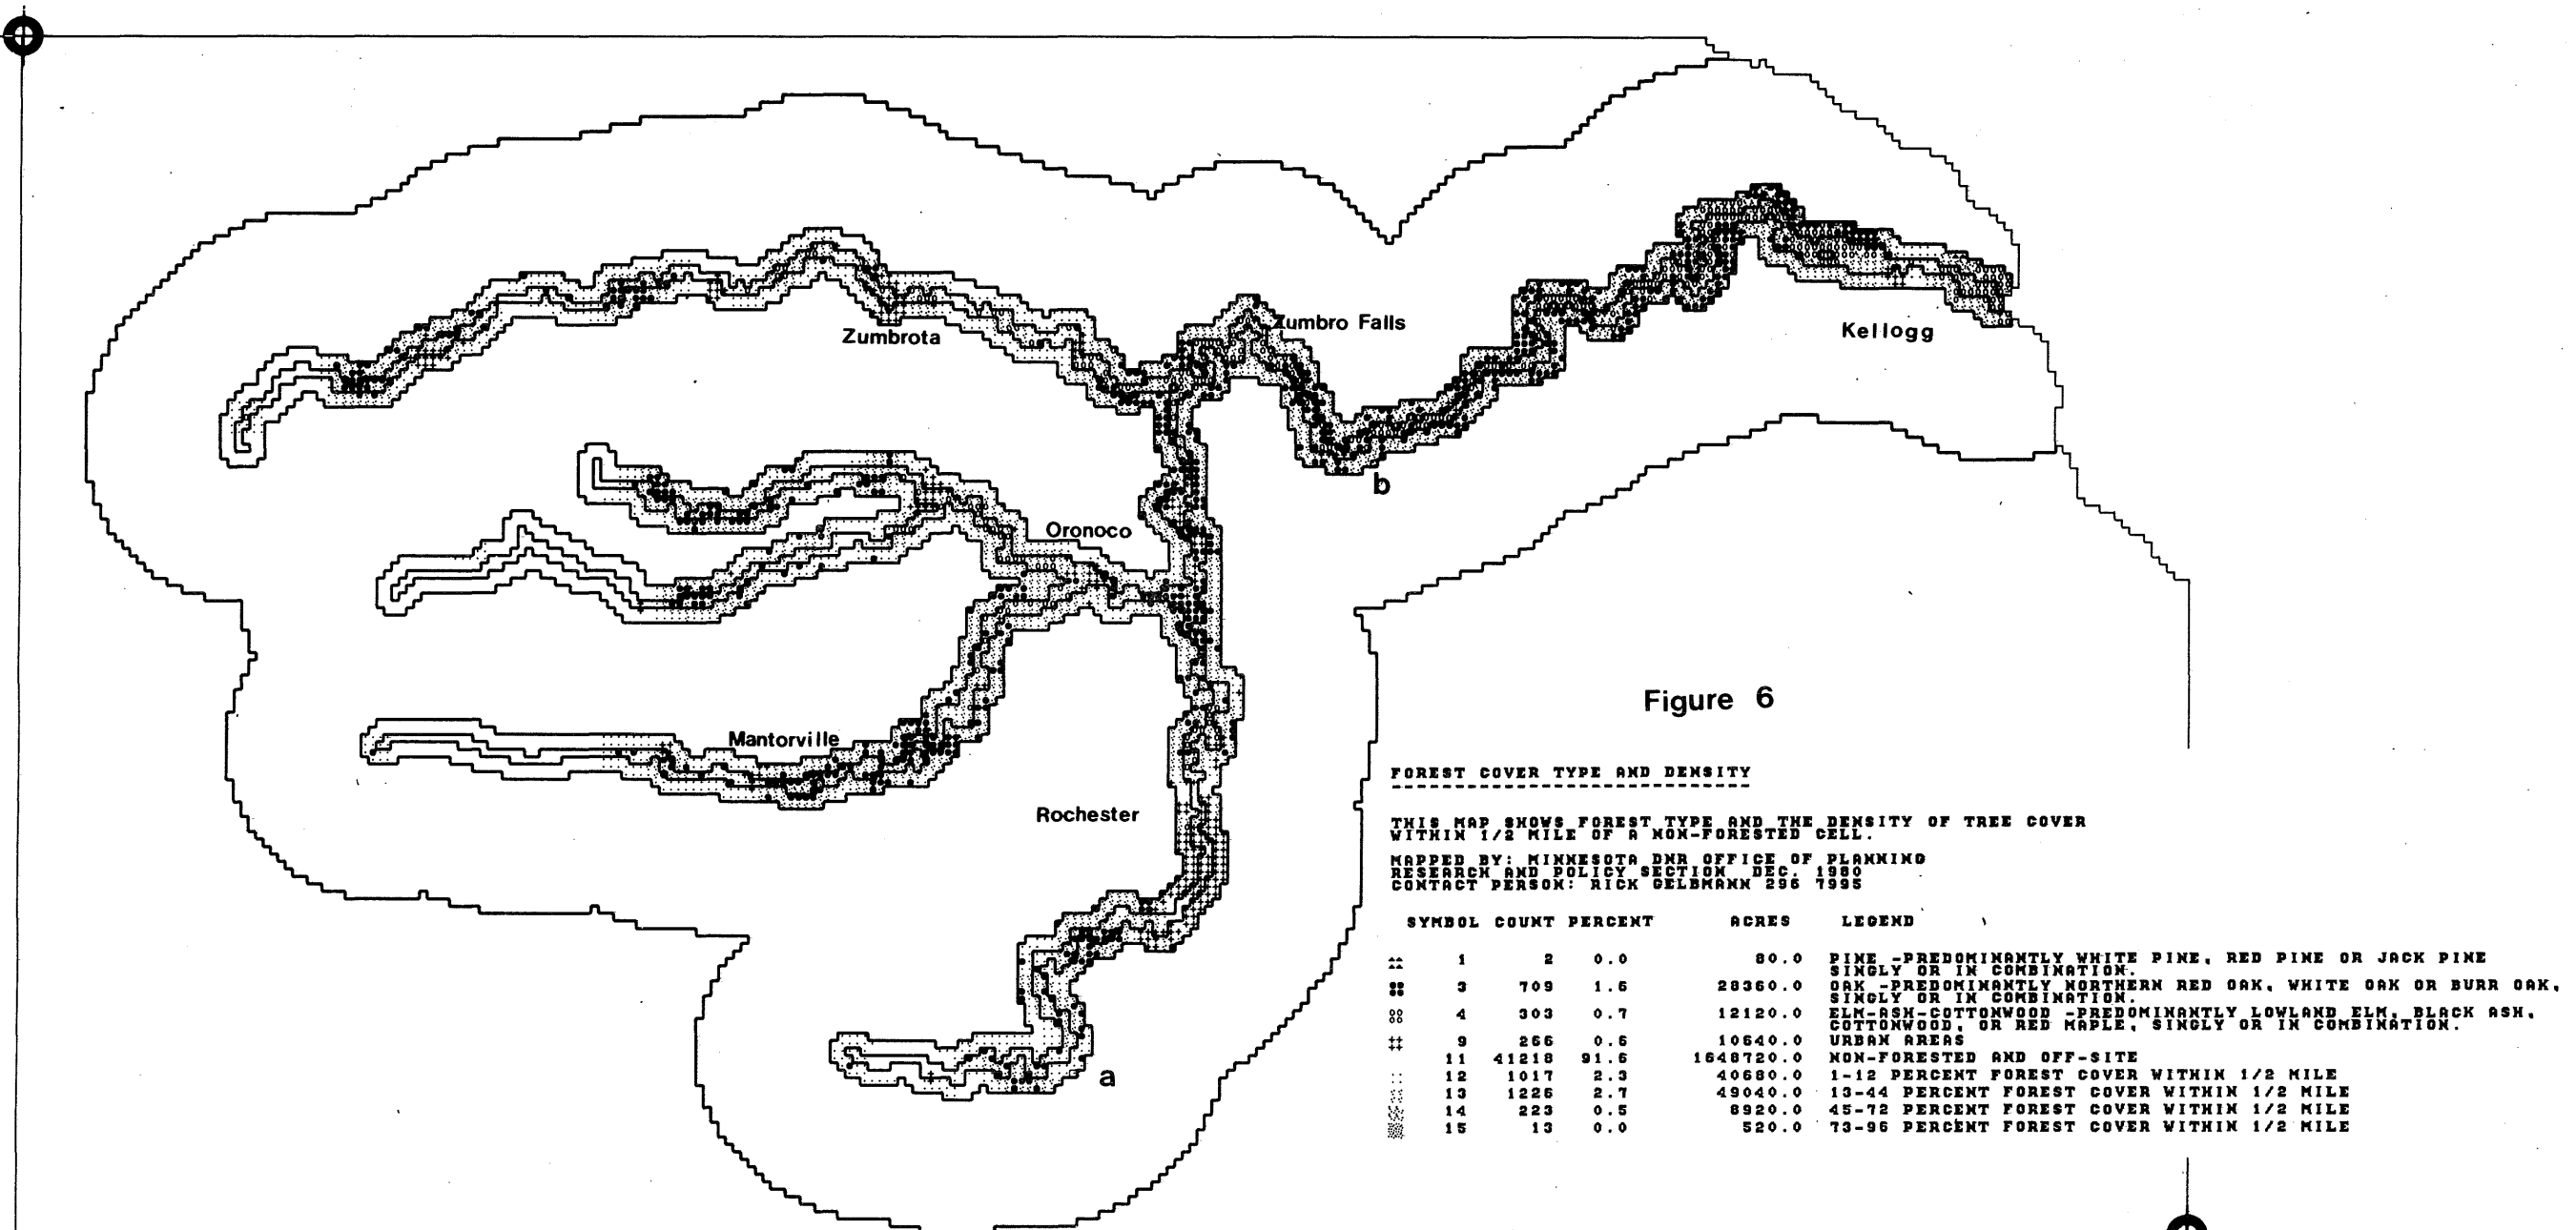 Zumbrota
Zumbro Falls
Kellogg
b
Oronoco
Mantorville
Rochester
a
Figure 6
FOREST COVER TYPE AND DENSITY
THIS MAP SHOWS FOREST TYPE AND THE DENSITY OF TREE COVER
WITHIN 1/2 MILE OF A NON-FORESTED CELL.
MAPPED BY: MINNESOTA DNR OFFICE OF PLANNING
RESEARCH AND POLICY SECTION DEC. 1980
CONTACT PERSON: RICK GELBMANN 296 7995
SYMBOL COUNT PERCENT ACRES LEGEND
1 2 0.0 80.0 PINE -PREDOMINANTLY WHITE PINE, RED PINE OR JACK PINE
SINGLY OR IN COMBINATION.
3 709 1.6 28360.0 OAK -PREDOMINANTLY NORTHERN RED OAK, WHITE OAK OR BURR OAK,
SINGLY OR IN COMBINATION.
4 303 0.7 12120.0 ELM-ASH-COTTONWOOD -PREDOMINANTLY LOWLAND ELM, BLACK ASH,
COTTONWOOD, OR RED MAPLE, SINGLY OR IN COMBINATION.
9 266 0.6 10640.0 URBAN AREAS
11 41218 91.6 1648720.0 NON-FORESTED AND OFF-SITE
12 1017 2.3 40680.0 1-12 PERCENT FOREST COVER WITHIN 1/2 MILE
13 1226 2.7 49040.0 13-44 PERCENT FOREST COVER WITHIN 1/2 MILE
14 223 0.5 8920.0 45-72 PERCENT FOREST COVER WITHIN 1/2 MILE
15 13 0.0 520.0 73-96 PERCENT FOREST COVER WITHIN 1/2 MILE